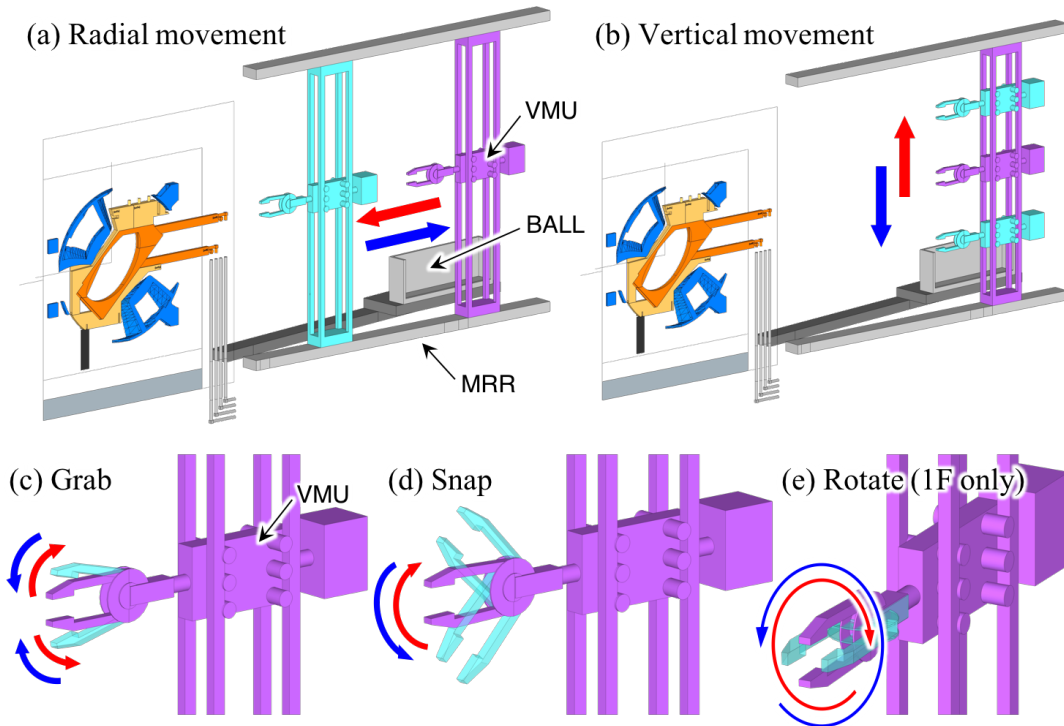 (a) Radial movement
(b) Vertical movement
VMU
BALL
MRR
(c) Grab
VMU
(d) Snap
(e) Rotate (1F only)